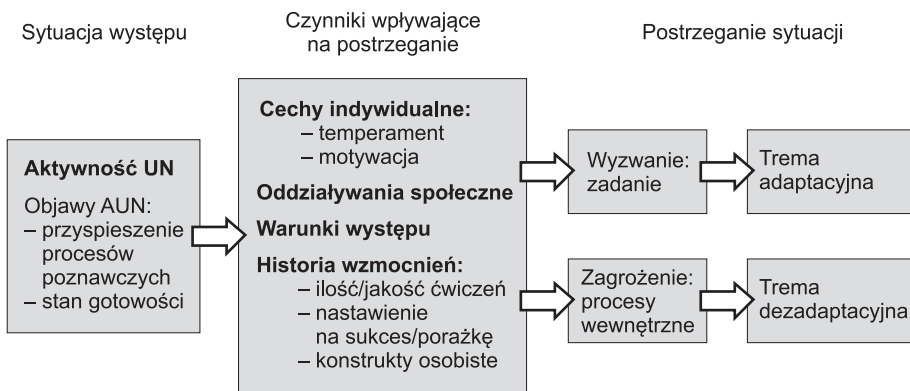 Sytuacja występu
Czynniki wpływające
na postrzeganie
Postrzeganie sytuacji
Aktywność UN
Objawy AUN:
– przyspieszenie
procesów
poznawczych
– stan gotowości
Cechy indywidualne:
– temperament
– motywacja
Oddziaływania społeczne
Warunki występu
Historia wzmocnień:
– ilość/jakość ćwiczeń
– nastawienie
na sukces/porażkę
– konstrukty osobiste
Wyzwanie:
zadanie
Trema
adaptacyjna
Zagrożenie:
procesy
wewnętrzne
Trema
dezadaptacyjna